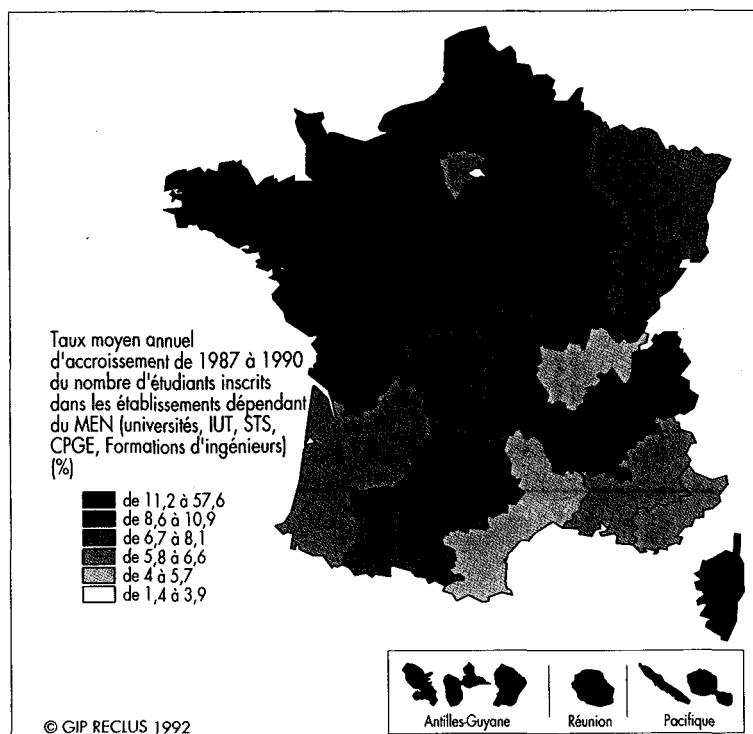 Taux moyen annuel
d'accroissement de 1987 à 1990
du nombre d'étudiants inscrits
dans les établissements dépendant
du MEN (universités, IUT, STS,
CPGE, Formations d'ingénieurs)
(%)
de 11,2 à 57,6
de 8,6 à 10,9
de 6,7 à 8,1
de 5,8 à 6,6
de 4 à 5,7
de 1,4 à 3,9
Antilles-Guyane
Réunion
Pacifique
© GIP RECLUS 1992